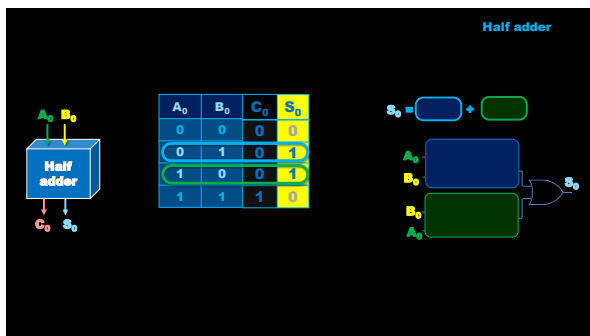 Half adder
A₀ B₀
Half
adder
C₀ S₀
A₀ B₀ C₀ S₀
0 0 0 0
0 1 0 1
1 0 0 1
1 1 1 0
S₀ = +
A₀
B₀
S₀
B₀
A₀